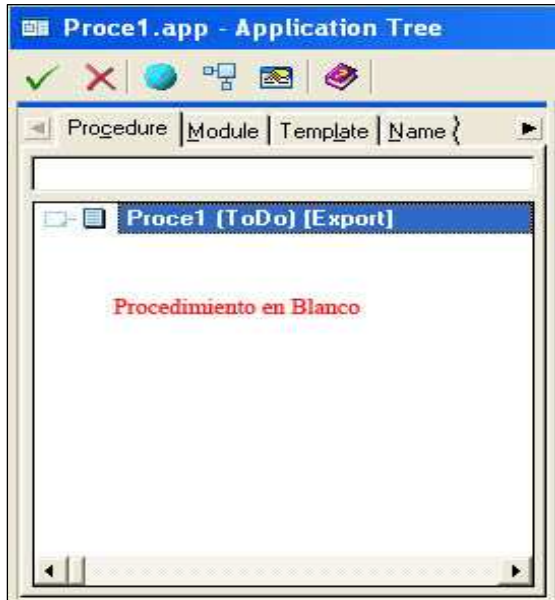 Proce1.app - Application Tree
Procedure Module Template Name
Proce1 (ToDo) [Export]
Procedimiento en Blanco